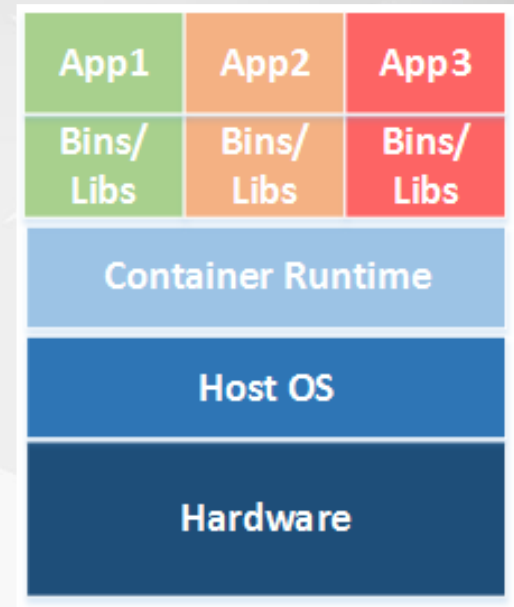 App1 App2 App3
Bins/ Bins/ Bins/
Libs Libs Libs
Container Runtime
Host OS
Hardware